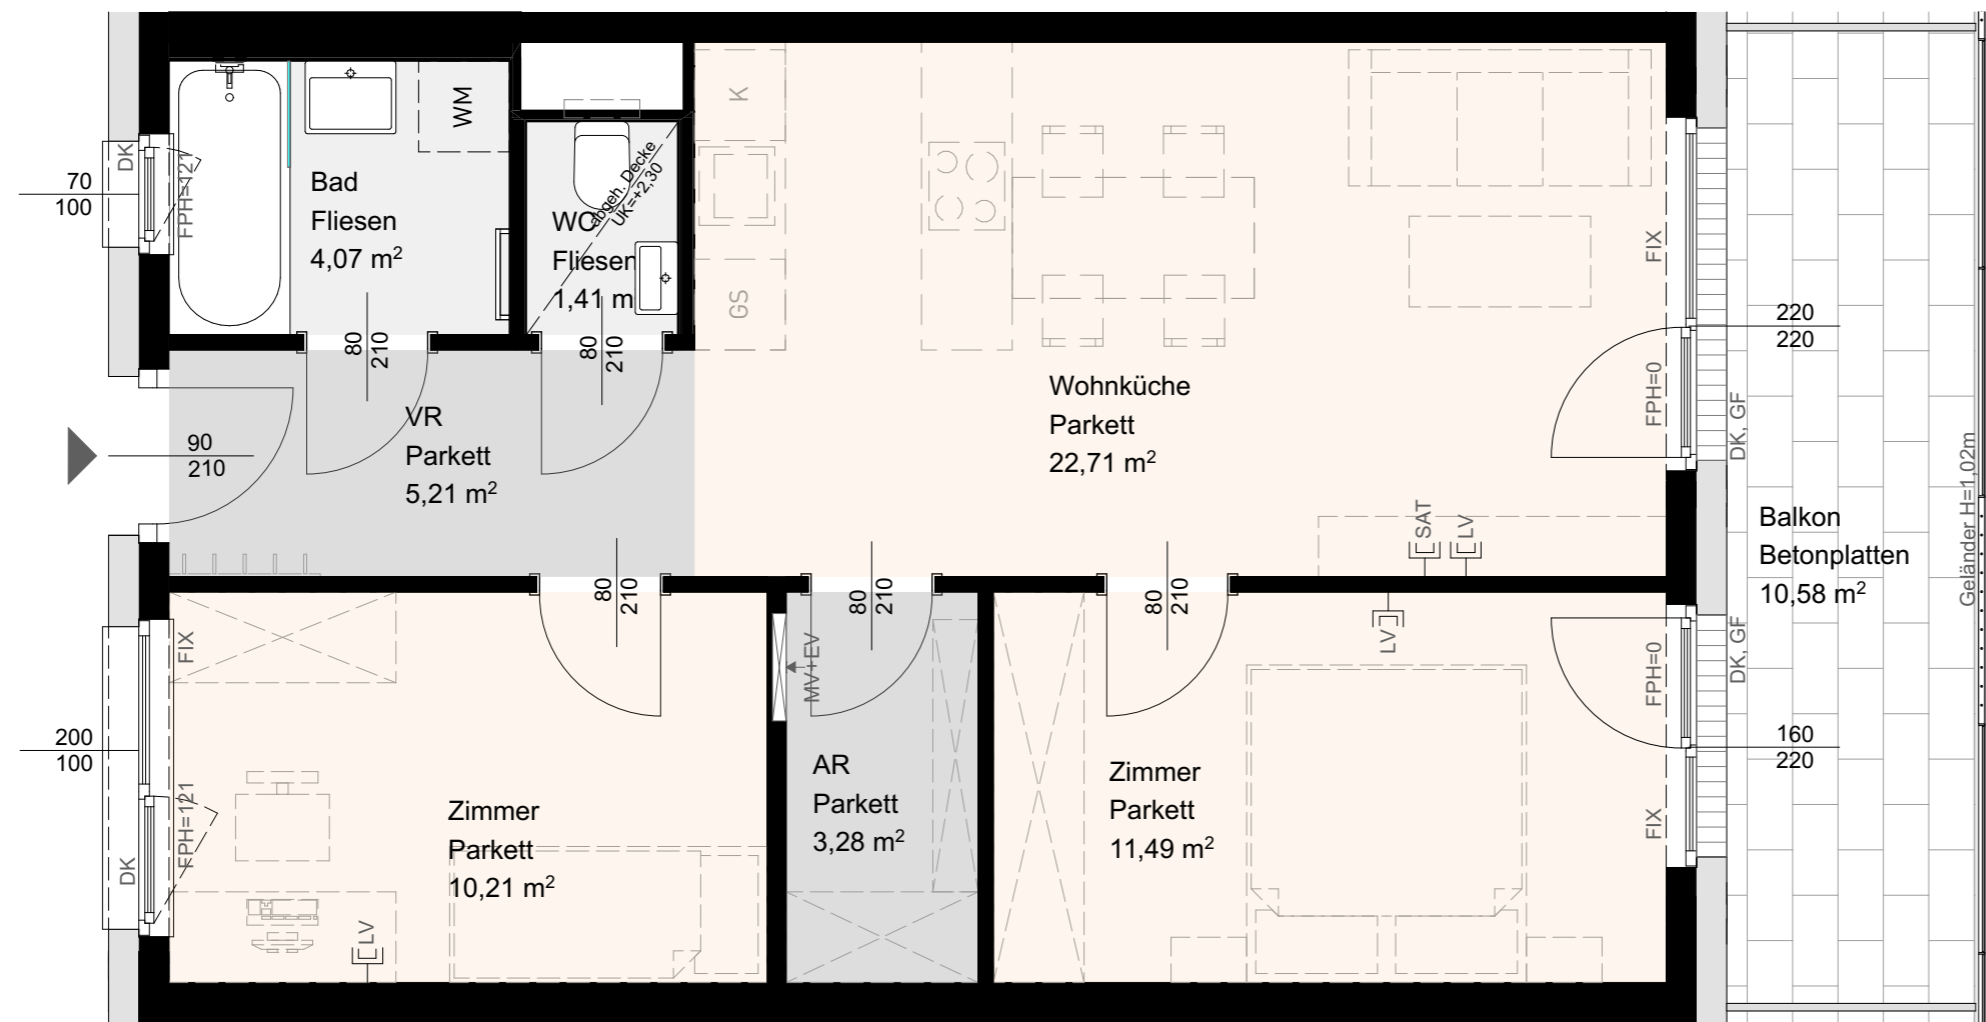 K
WM
DK
FPH=121
70
100
Bad
Fliesen
4,07 m²
abgeh. Decke
UK=+2,30
WC
Fliesen
1,41 m
GS
80
210
80
210
FIX
220
220
FPH=0
DK, GF
VR
Parkett
5,21 m²
90
210
Wohnküche
Parkett
22,71 m²
SAT
LV
Balkon
Betonplatten
10,58 m²
Geländer H=1,02m
80
210
80
210
80
210
FIX
MV+EV
LV
FPH=0
DK, GF
200
100
160
220
FPH=121
DK
Zimmer
Parkett
10,21 m²
LV
AR
Parkett
3,28 m²
Zimmer
Parkett
11,49 m²
FIX